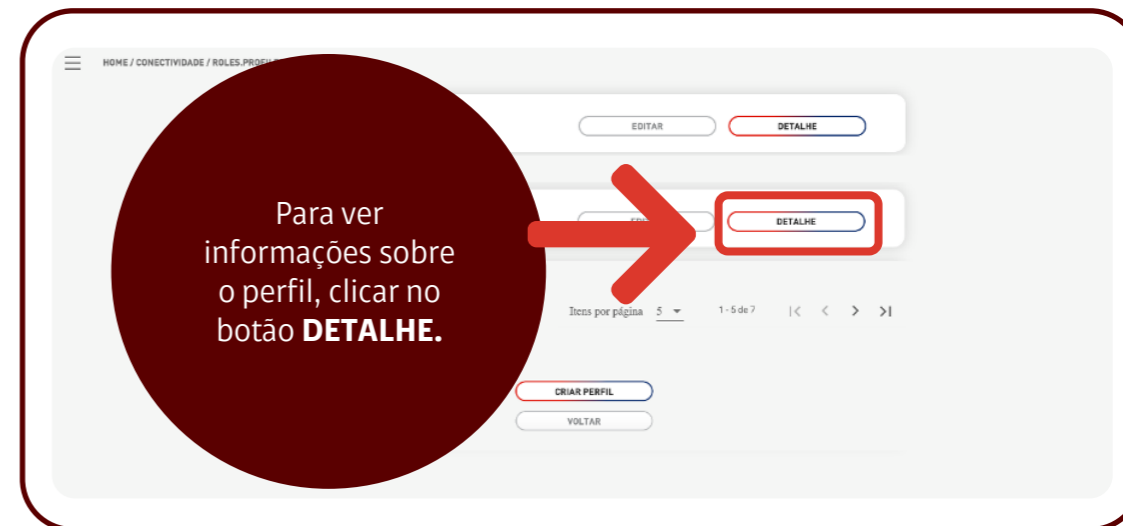 HOME / CONECTIVIDADE / ROLES.PROFILE
EDITAR DETALHE
DETALHE
Para ver
informações sobre
o perfil, clicar no
botão DETALHE.
Itens por página 5 1 - 5 de 7
CRIAR PERFIL
VOLTAR